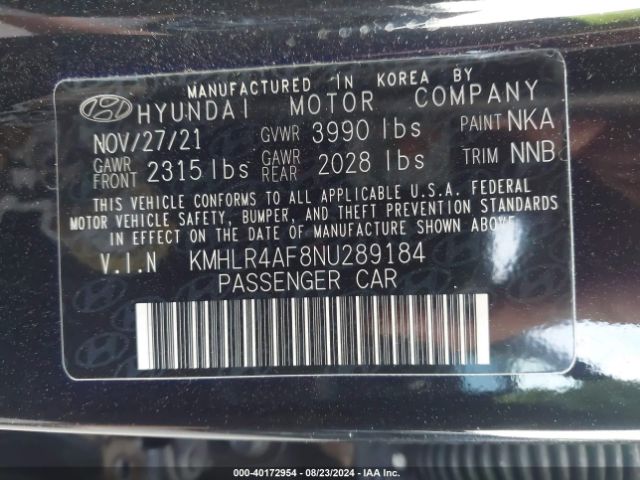 MANUFACTURED IN KOREA BY
HYUNDAI MOTOR COMPANY
NOV/27/21 GVWR 3990 lbs PAINT NKA
GAWR FRONT 2315 lbs GAWR REAR 2028 lbs TRIM NNB
THIS VEHICLE CONFORMS TO ALL APPLICABLE U.S.A. FEDERAL
MOTOR VEHICLE SAFETY, BUMPER, AND THEFT PREVENTION STANDARDS
IN EFFECT ON THE DATE OF MANUFACTURE SHOWN ABOVE.
V.I.N KMHLR4AF8NU289184
PASSENGER CAR
000-40172954 - 08/23/2024 - IAA Inc.